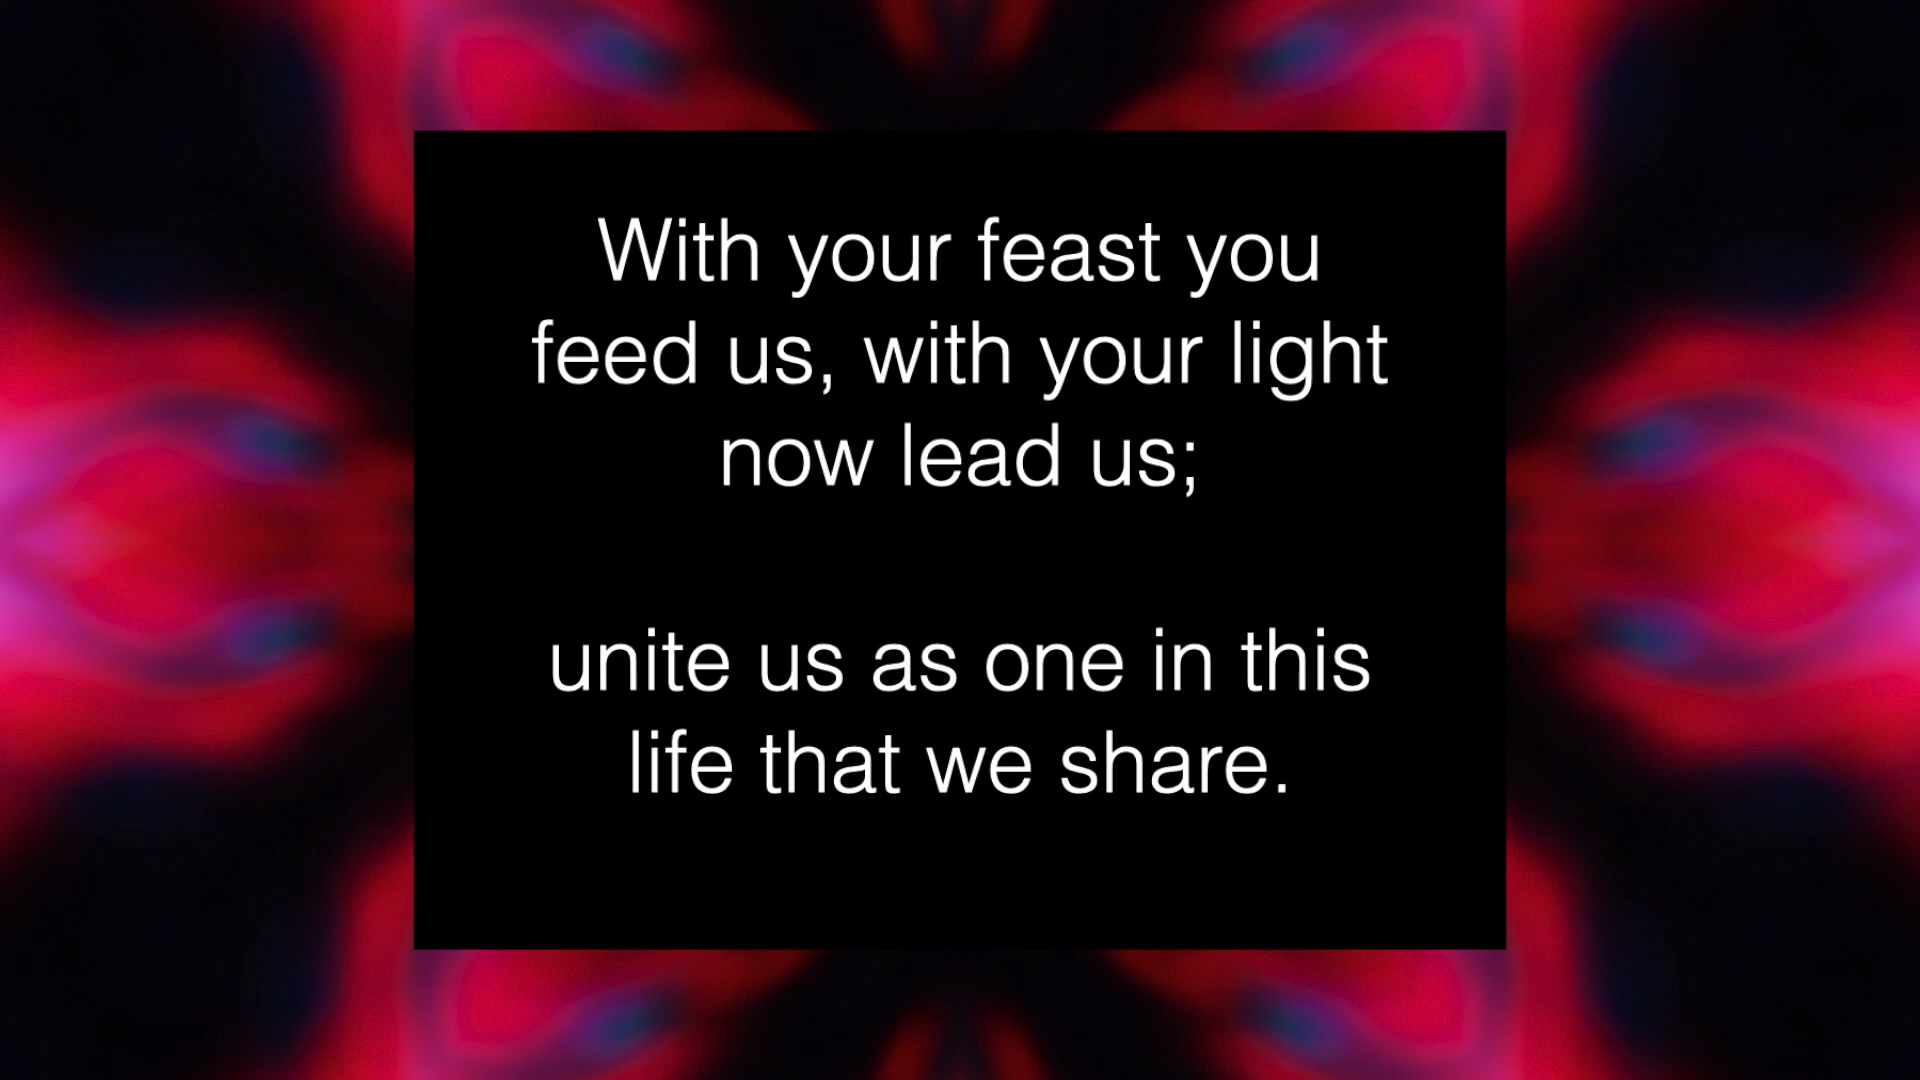 With your feast you
feed us, with your light
now lead us;
unite us as one in this
life that we share.